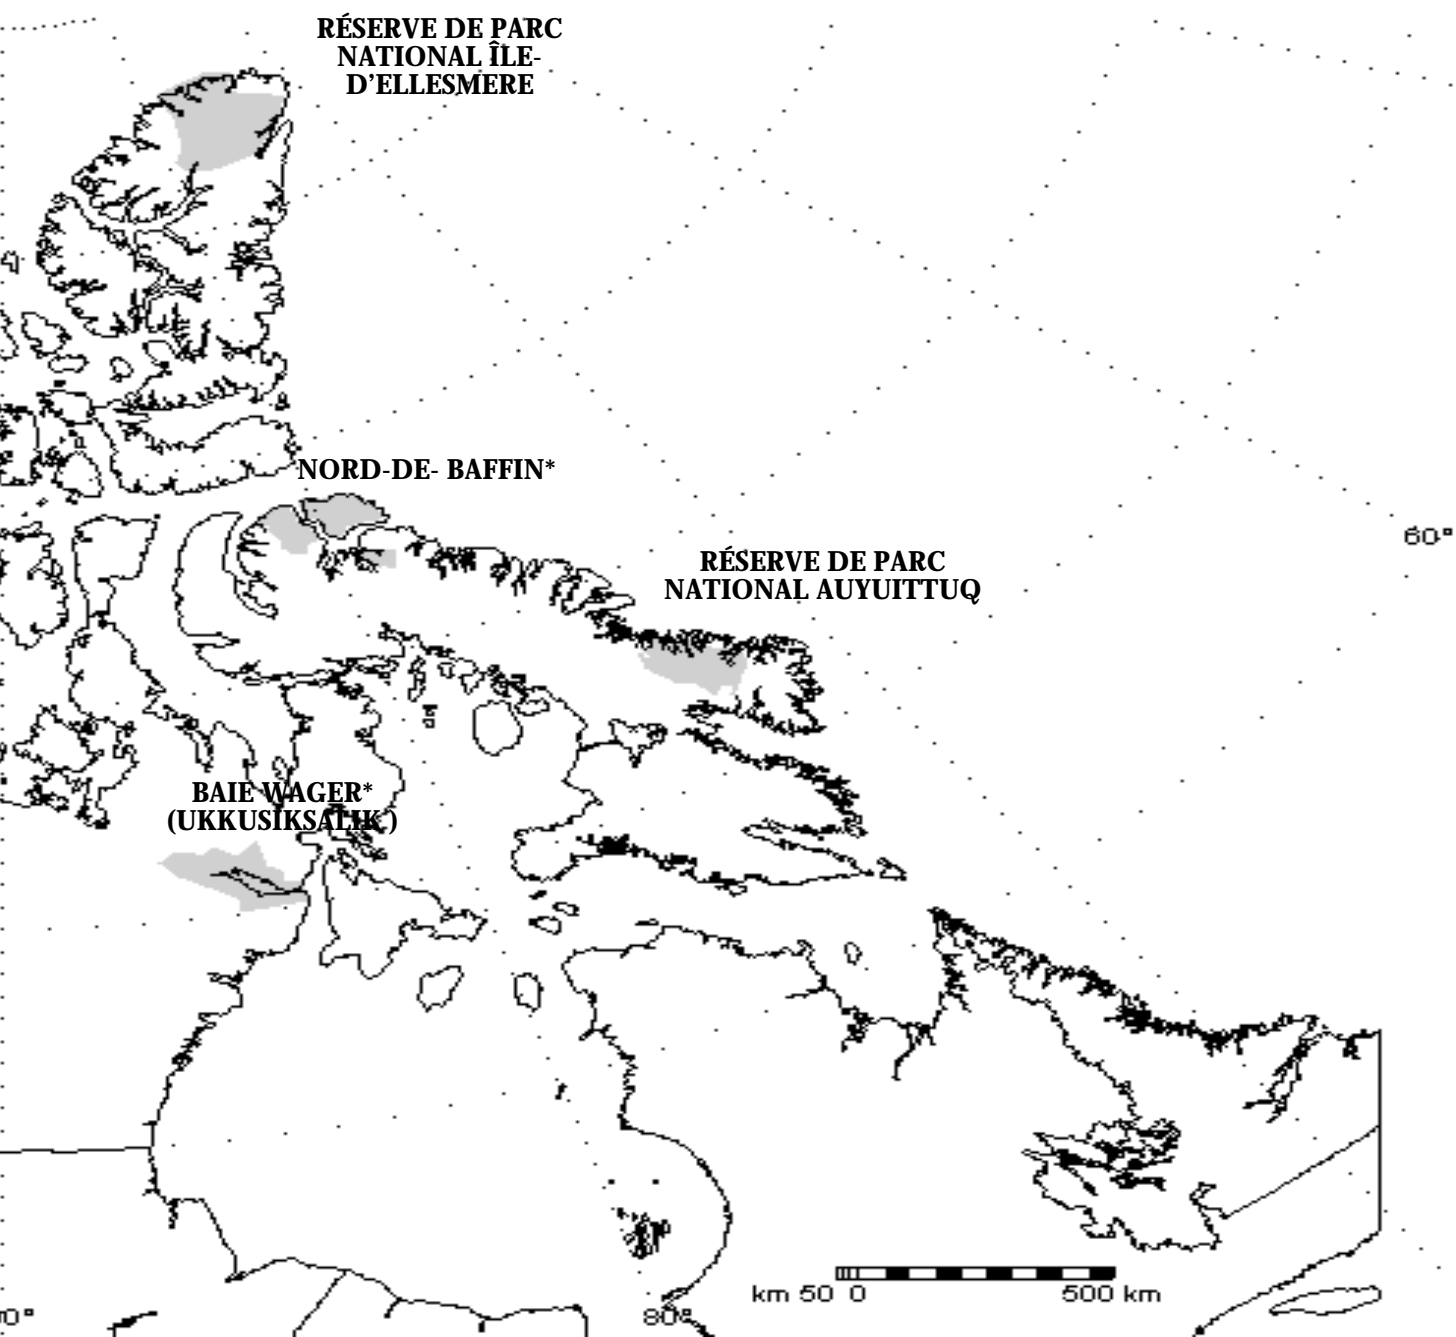 RÉSERVE DE PARC
NATIONAL ÎLE-
D'ELLESMERE
NORD-DE- BAFFIN*
RÉSERVE DE PARC
NATIONAL AUYUITTUQ
60°
BAIE WAGER*
(UKKUSIKSALIK )
km 50 0 500 km
0° 80°